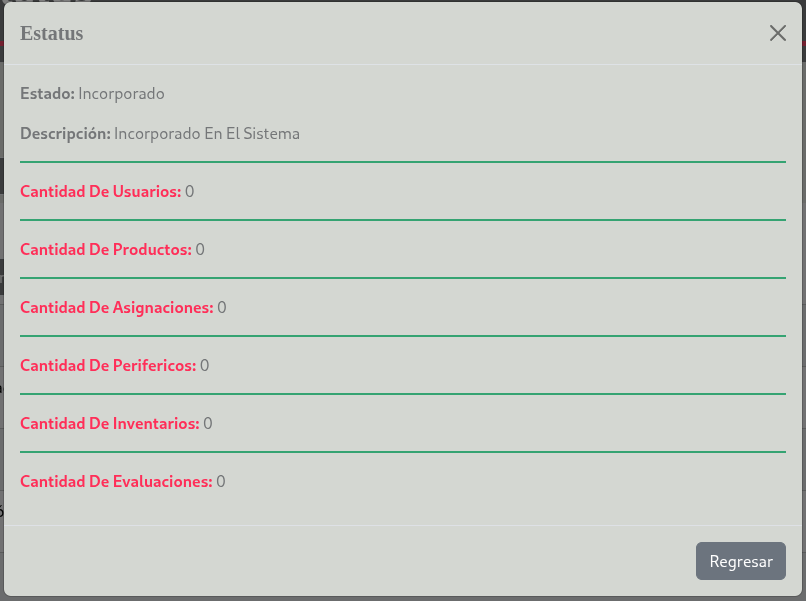 Estatus
Estado: Incorporado
Descripción: Incorporado En El Sistema
Cantidad De Usuarios: 0
Cantidad De Productos: 0
Cantidad De Asignaciones: 0
Cantidad De Perifericos: 0
Cantidad De Inventarios: 0
Cantidad De Evaluaciones: 0
Regresar